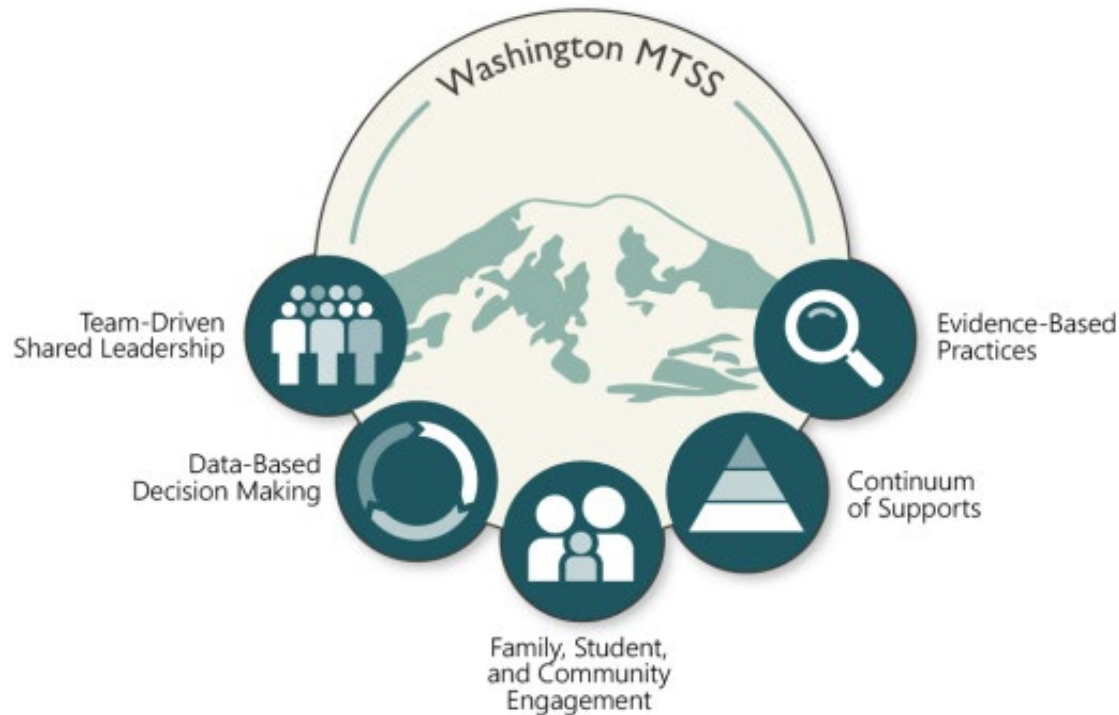 Washington MTSS
Team-Driven
Shared Leadership
Data-Based
Decision Making
Family, Student,
and Community
Engagement
Continuum
of Supports
Evidence-Based
Practices